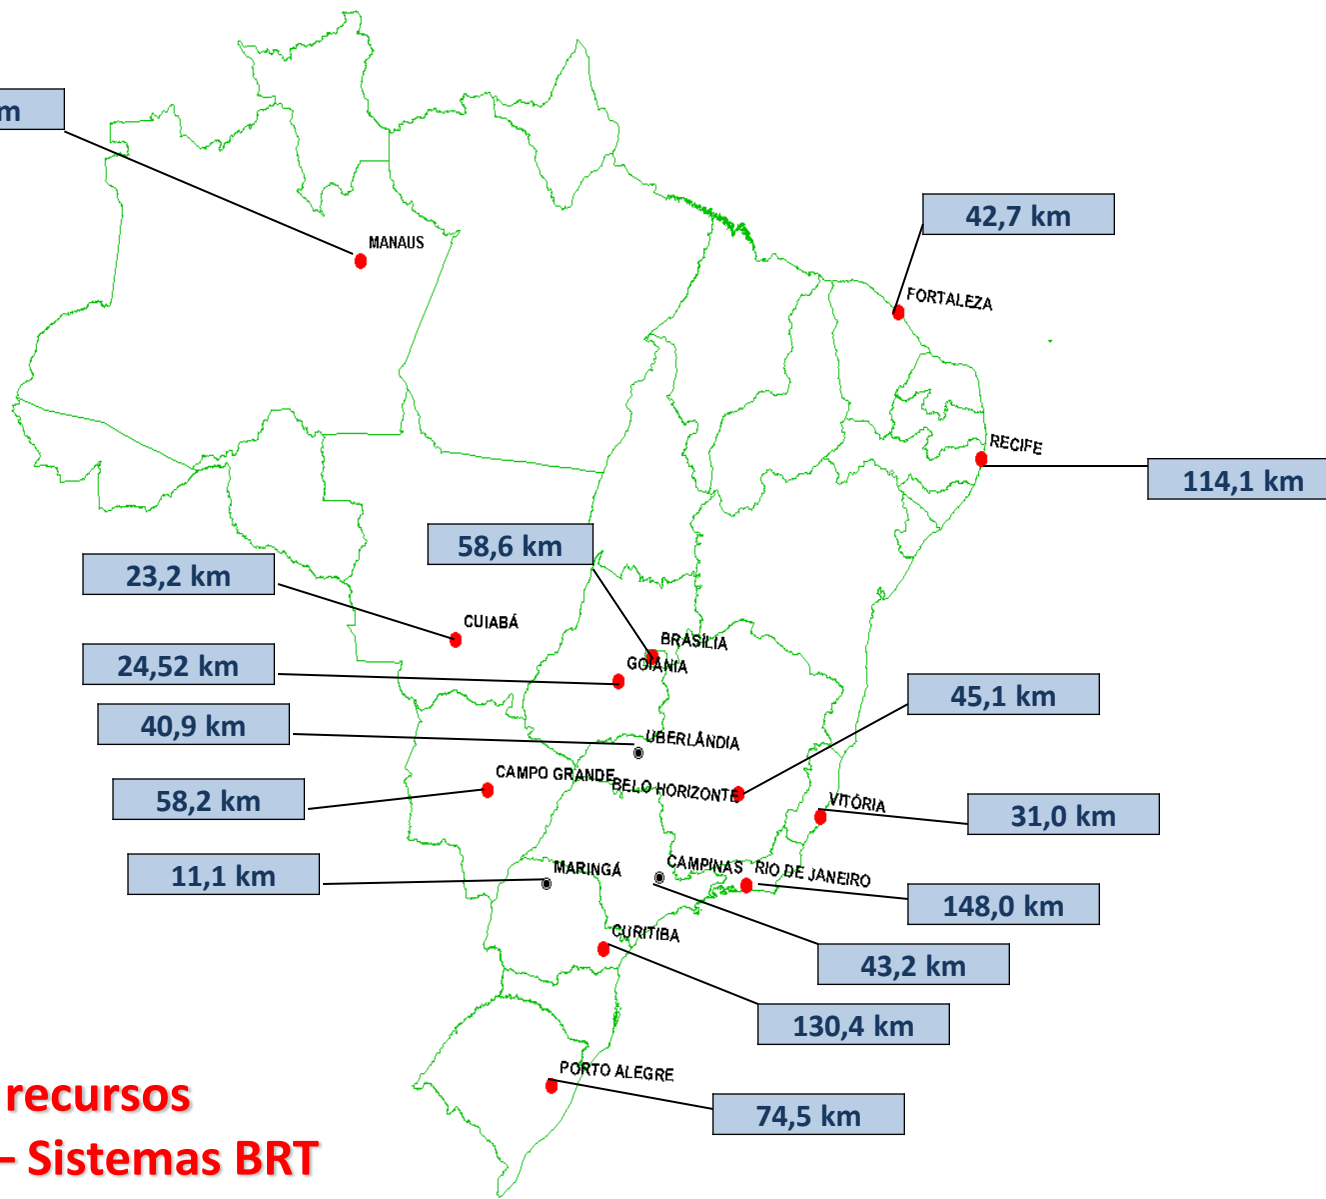 m
MANAUS
42,7 km
FORTALEZA
RECIFE
114,1 km
58,6 km
23,2 km
CUIABÁ
BRASÍLIA
GOIÂNIA
24,52 km
45,1 km
40,9 km
UBERLÂNDIA
CAMPO GRANDE
BELO HORIZONTE
58,2 km
VITÓRIA
31,0 km
11,1 km
MARINGÁ
CAMPINAS
RIO DE JANEIRO
148,0 km
CURITIBA
43,2 km
130,4 km
PORTO ALEGRE
74,5 km
recursos
– Sistemas BRT